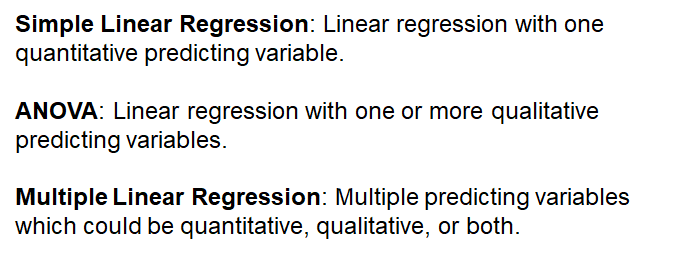 Simple Linear Regression: Linear regression with one
quantitative predicting variable.
ANOVA: Linear regression with one or more qualitative
predicting variables.
Multiple Linear Regression: Multiple predicting variables
which could be quantitative, qualitative, or both.